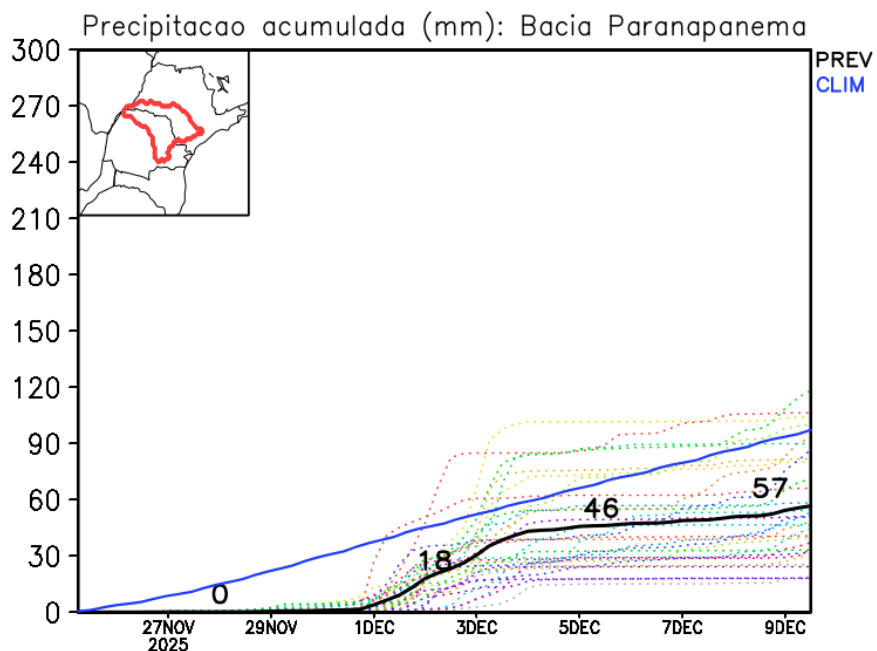 Precipitacao acumulada (mm): Bacia Paranapanema
PREV
CLIM
300
270
240
210
180
150
120
90
60
30
0
0
18
46
57
27NOV
2025
29NOV
1DEC
3DEC
5DEC
7DEC
9DEC